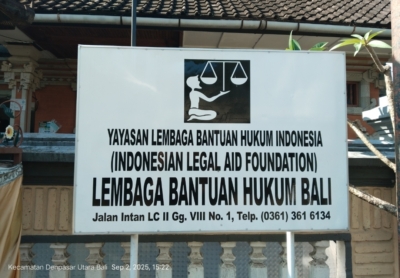 YAYASAN LEMBAGA BANTUAN HUKUM INDONESIA
(INDONESIAN LEGAL AID FOUNDATION)
LEMBAGA BANTUAN HUKUM BALI
Jalan Intan LC II Gg. VIII No. 1, Telp. (0361) 361 6134
Kecamatan Denpasar Utara Bali Sep 2, 2025, 15:22